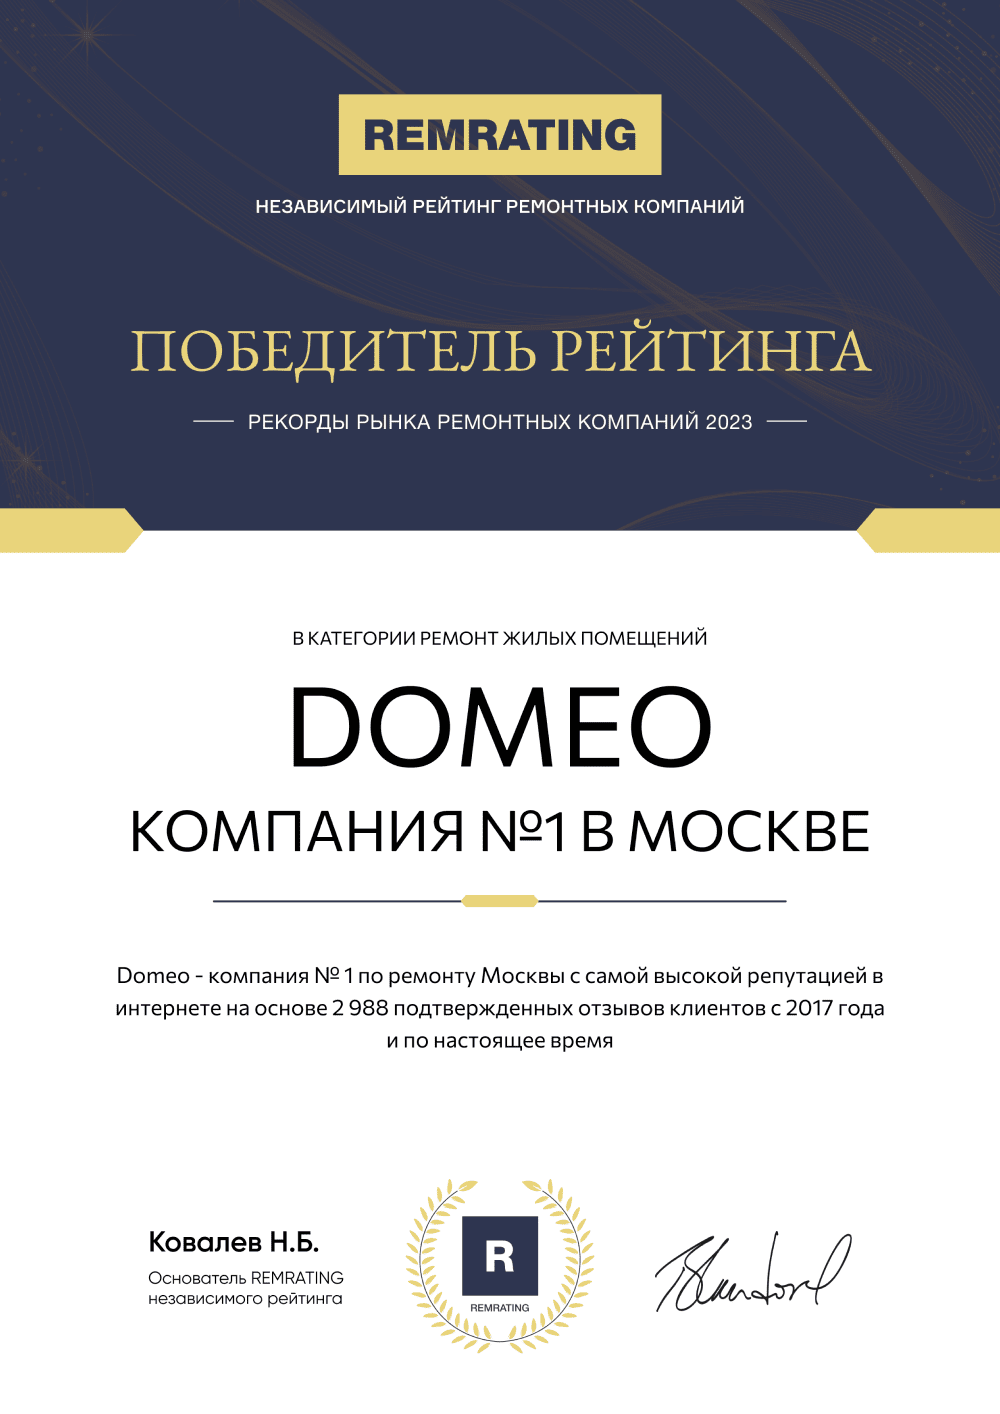 REMRATING
НЕЗАВИСИМЫЙ РЕЙТИНГ РЕМОНТНЫХ КОМПАНИЙ
ПОБЕДИТЕЛЬ РЕЙТИНГА
РЕКОРДЫ РЫНКА РЕМОНТНЫХ КОМПАНИЙ 2023
В КАТЕГОРИИ РЕМОНТ ЖИЛЫХ ПОМЕЩЕНИЙ
DOMEO
КОМПАНИЯ №1 В МОСКВЕ
Domeo - компания № 1 по ремонту Москвы с самой высокой репутацией в
интернете на основе 2 988 подтвержденных отзывов клиентов с 2017 года
и по настоящее время
Ковалев Н.Б.
Основатель REMRATING
независимого рейтинга
R
REMRATING